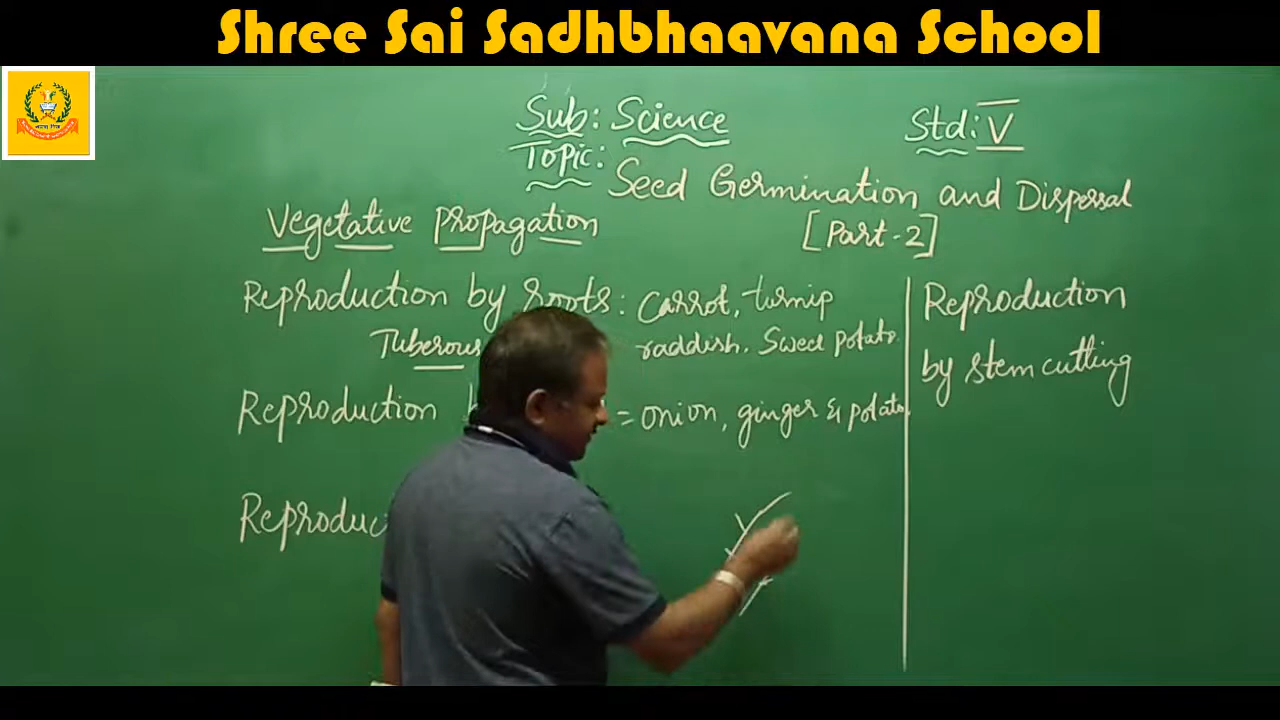 Shree Sai Sadhbhaavana School
Sub: Science
Std: V
Topic:
Seed Germination and Dispersal
[Part-2]
Vegetative propagation
Reproduction by roots: Carrot, turnip
Tuberous
raddish, Sweet potato.
Reproduction = onion, ginger & potato.
Reproduc
Reproduction
by stem cutting